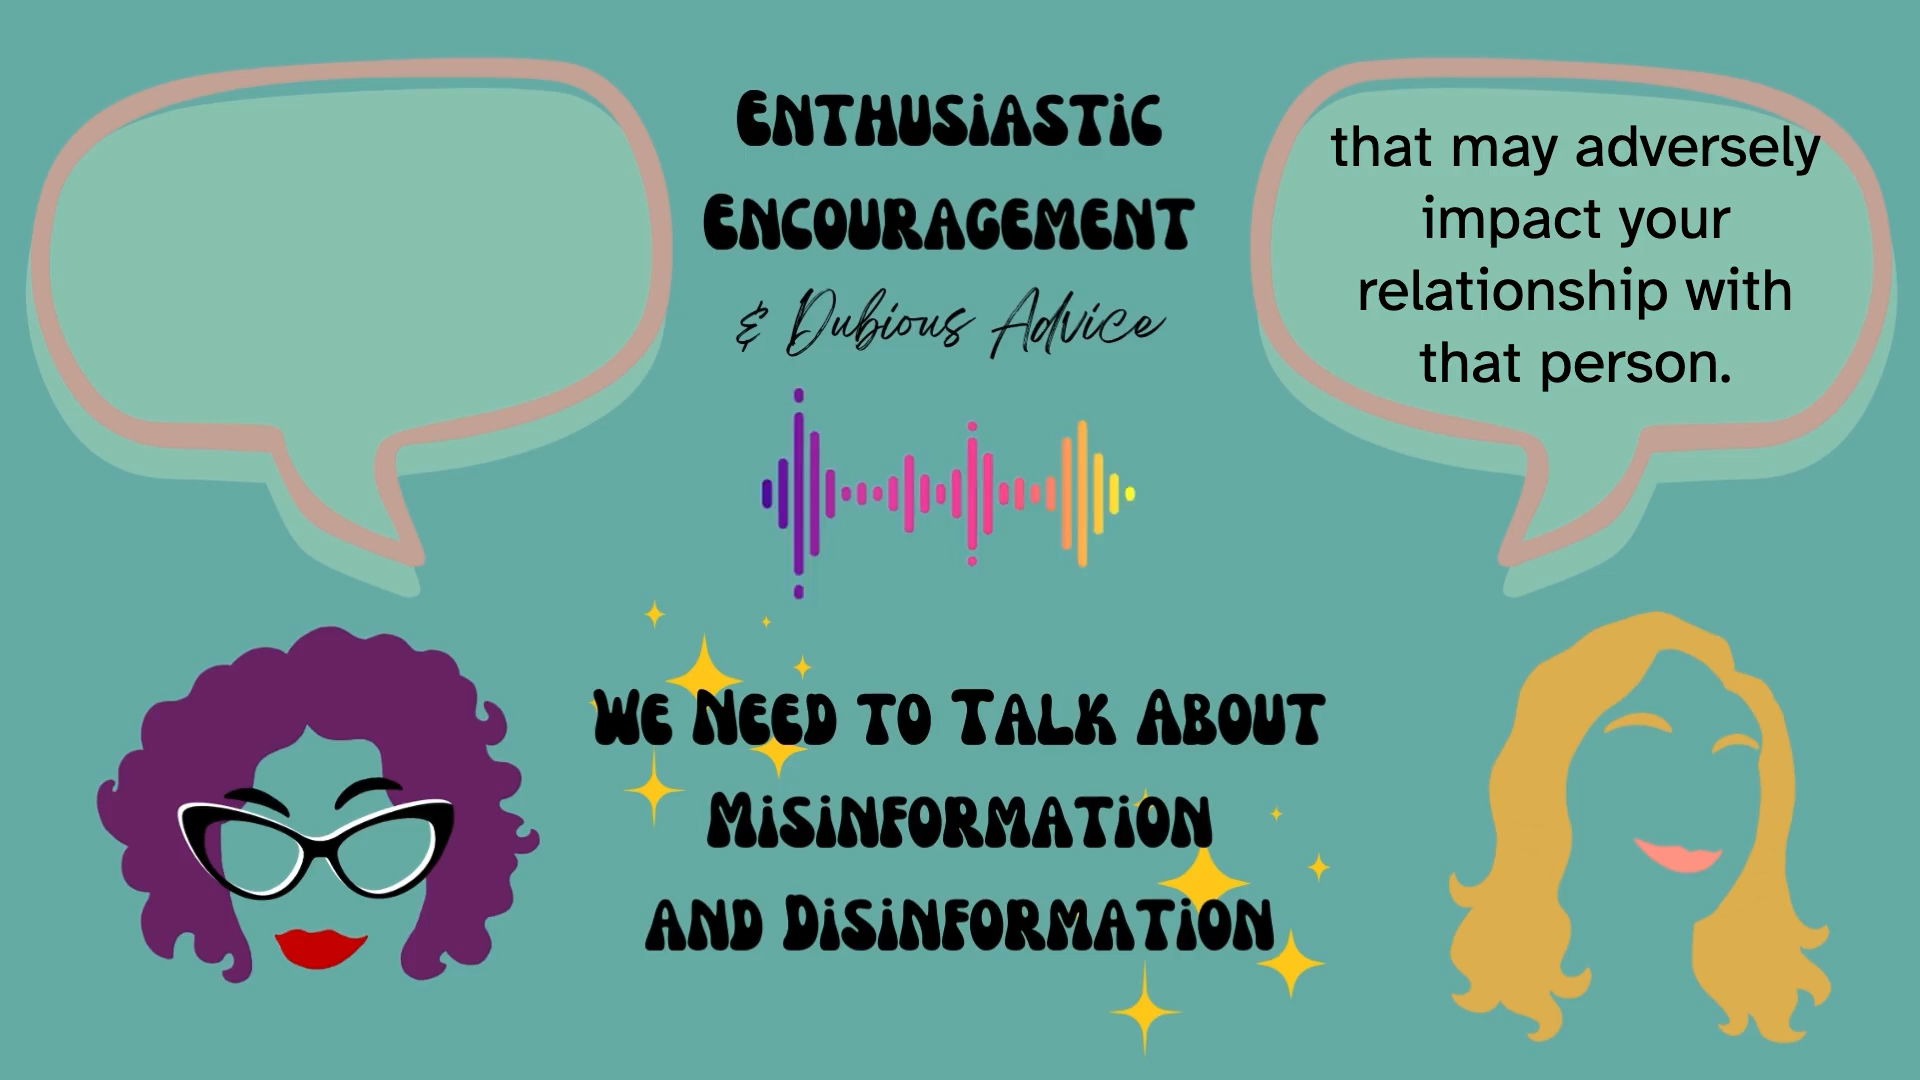 Enthusiastic
Encouragement
& Dubious Advice
that may adversely
impact your
relationship with
that person.
We Need to Talk About
Misinformation
and Disinformation